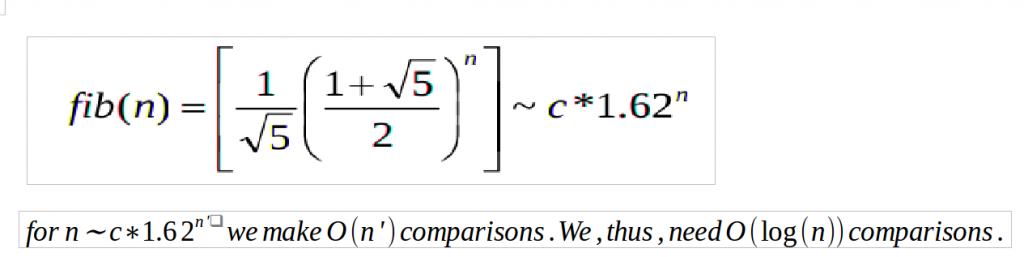 fib(n) = [ 1/√5 ( (1+√5)/2 )^n ] ~ c*1.62^n
for n ~ c*1.62^n'□ we make O(n') comparisons. We, thus, need O(log(n)) comparisons.